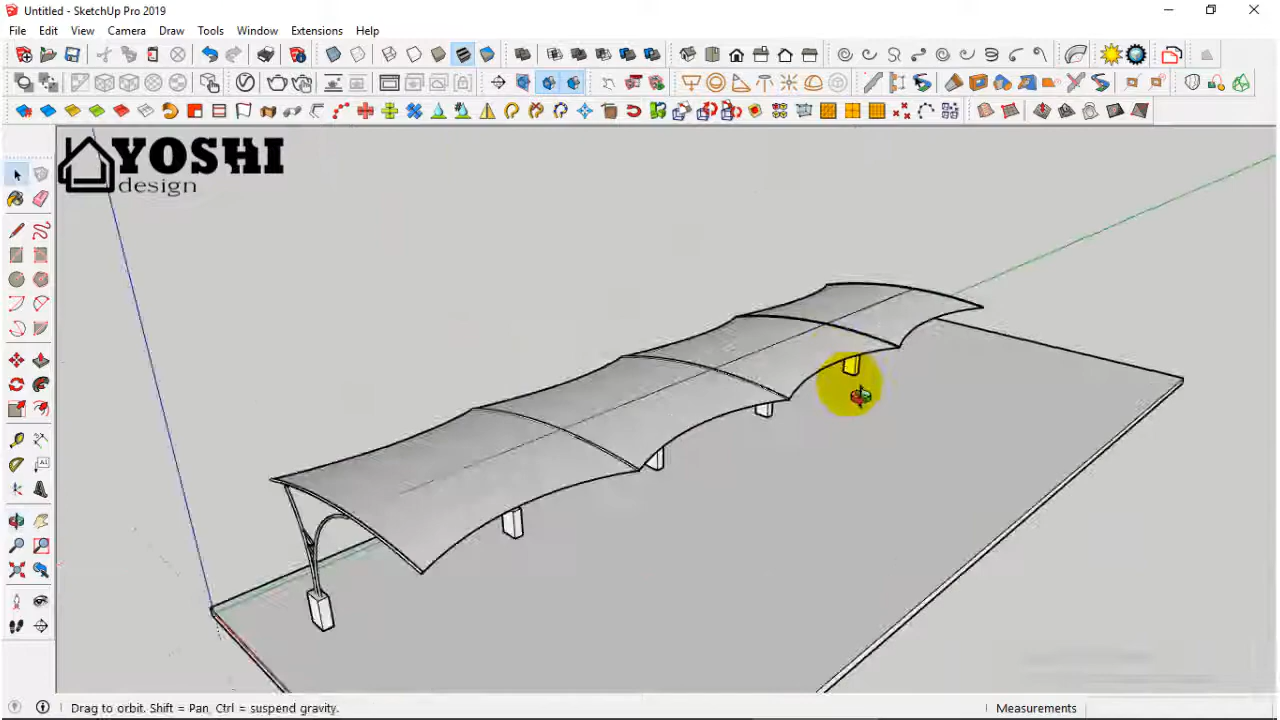 Untitled - SketchUp Pro 2019
File Edit View Camera Draw Tools Window Extensions Help
YOSHI
design
Drag to orbit. Shift = Pan, Ctrl = suspend gravity.
Measurements